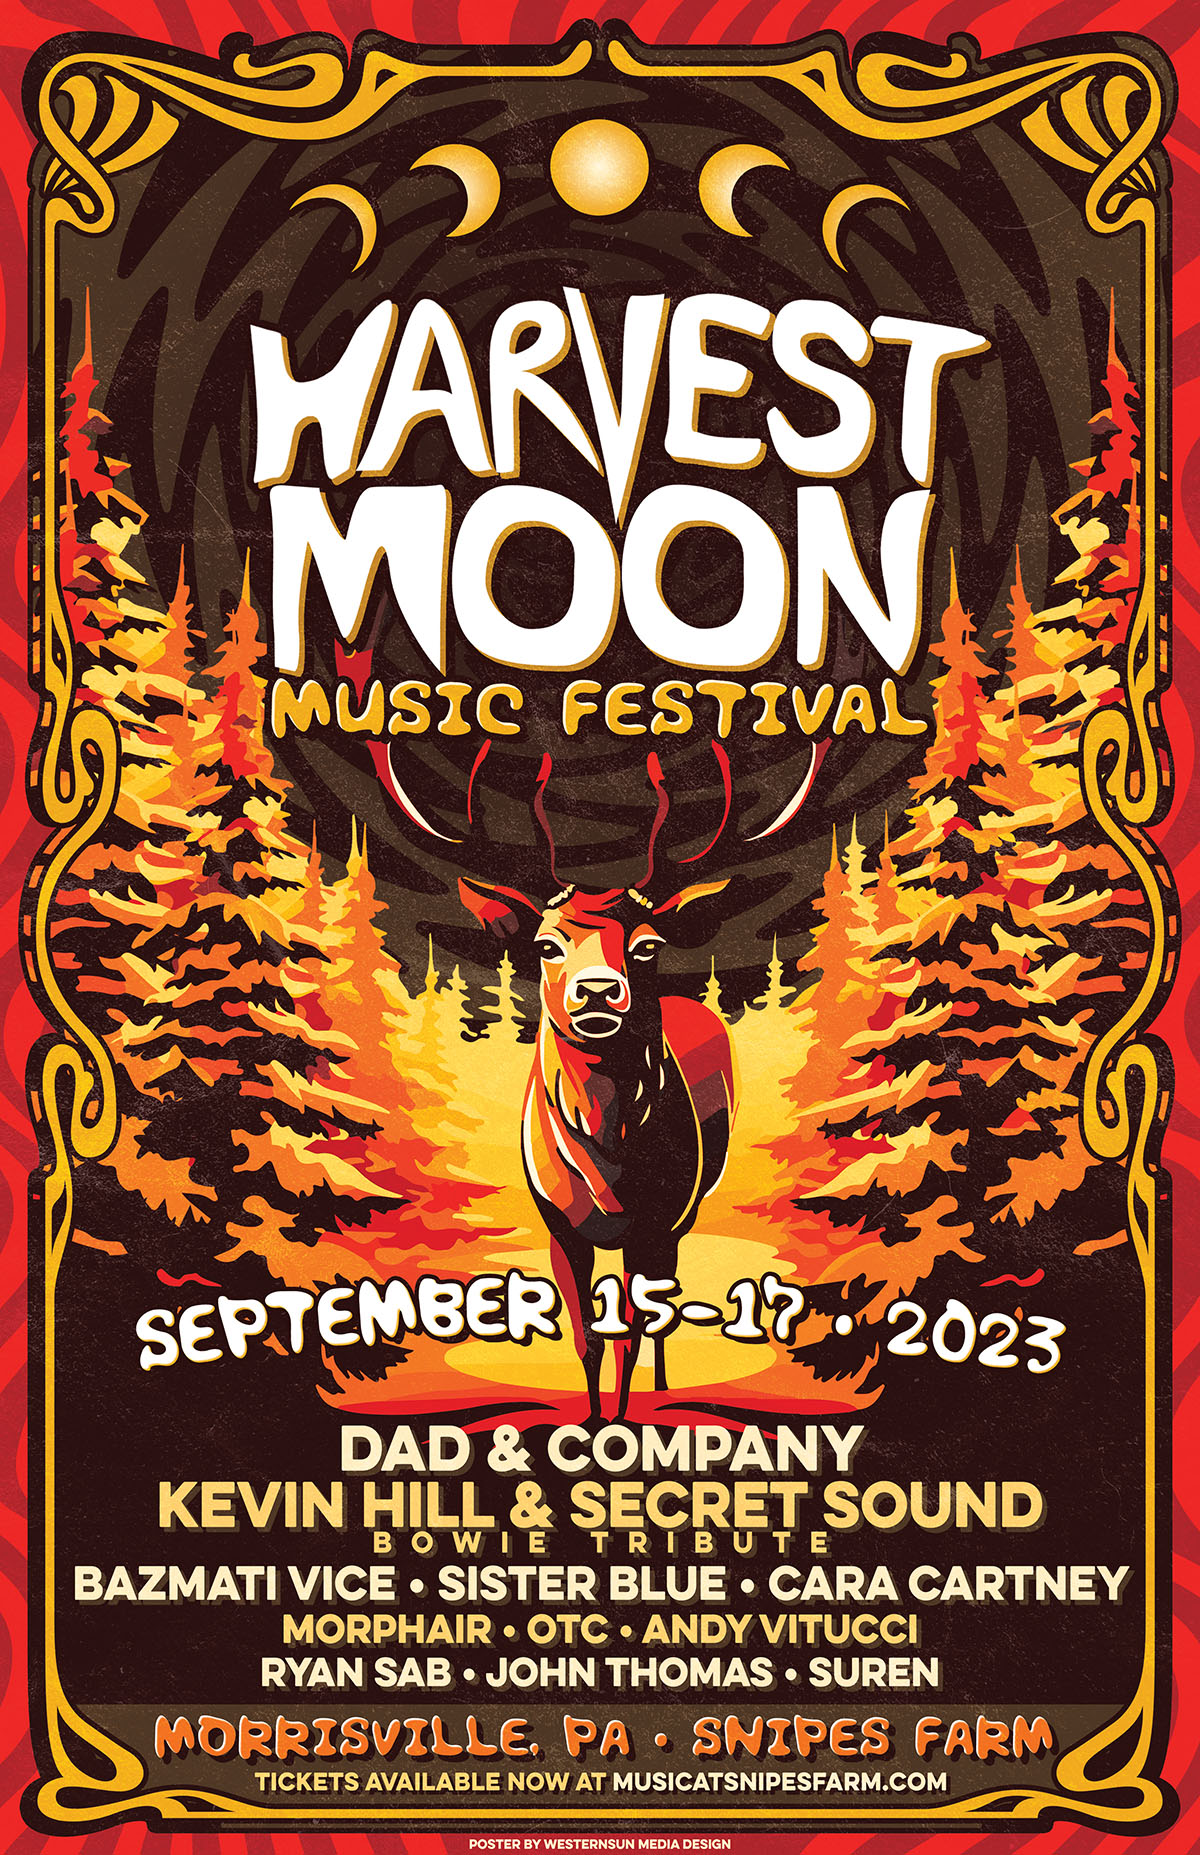 HARVEST
MOON
MUSIC FESTIVAL
SEPTEMBER 15-17 • 2023
DAD & COMPANY
KEVIN HILL & SECRET SOUND
BOWIE TRIBUTE
BAZMATI VICE • SISTER BLUE • CARA CARTNEY
MORPHAIR • OTC • ANDY VITUCCI
RYAN SAB • JOHN THOMAS • SUREN
MORRISVILLE, PA • SNIPES FARM
TICKETS AVAILABLE NOW AT MUSICATSNIPESFARM.COM
POSTER BY WESTERNSUN MEDIA DESIGN